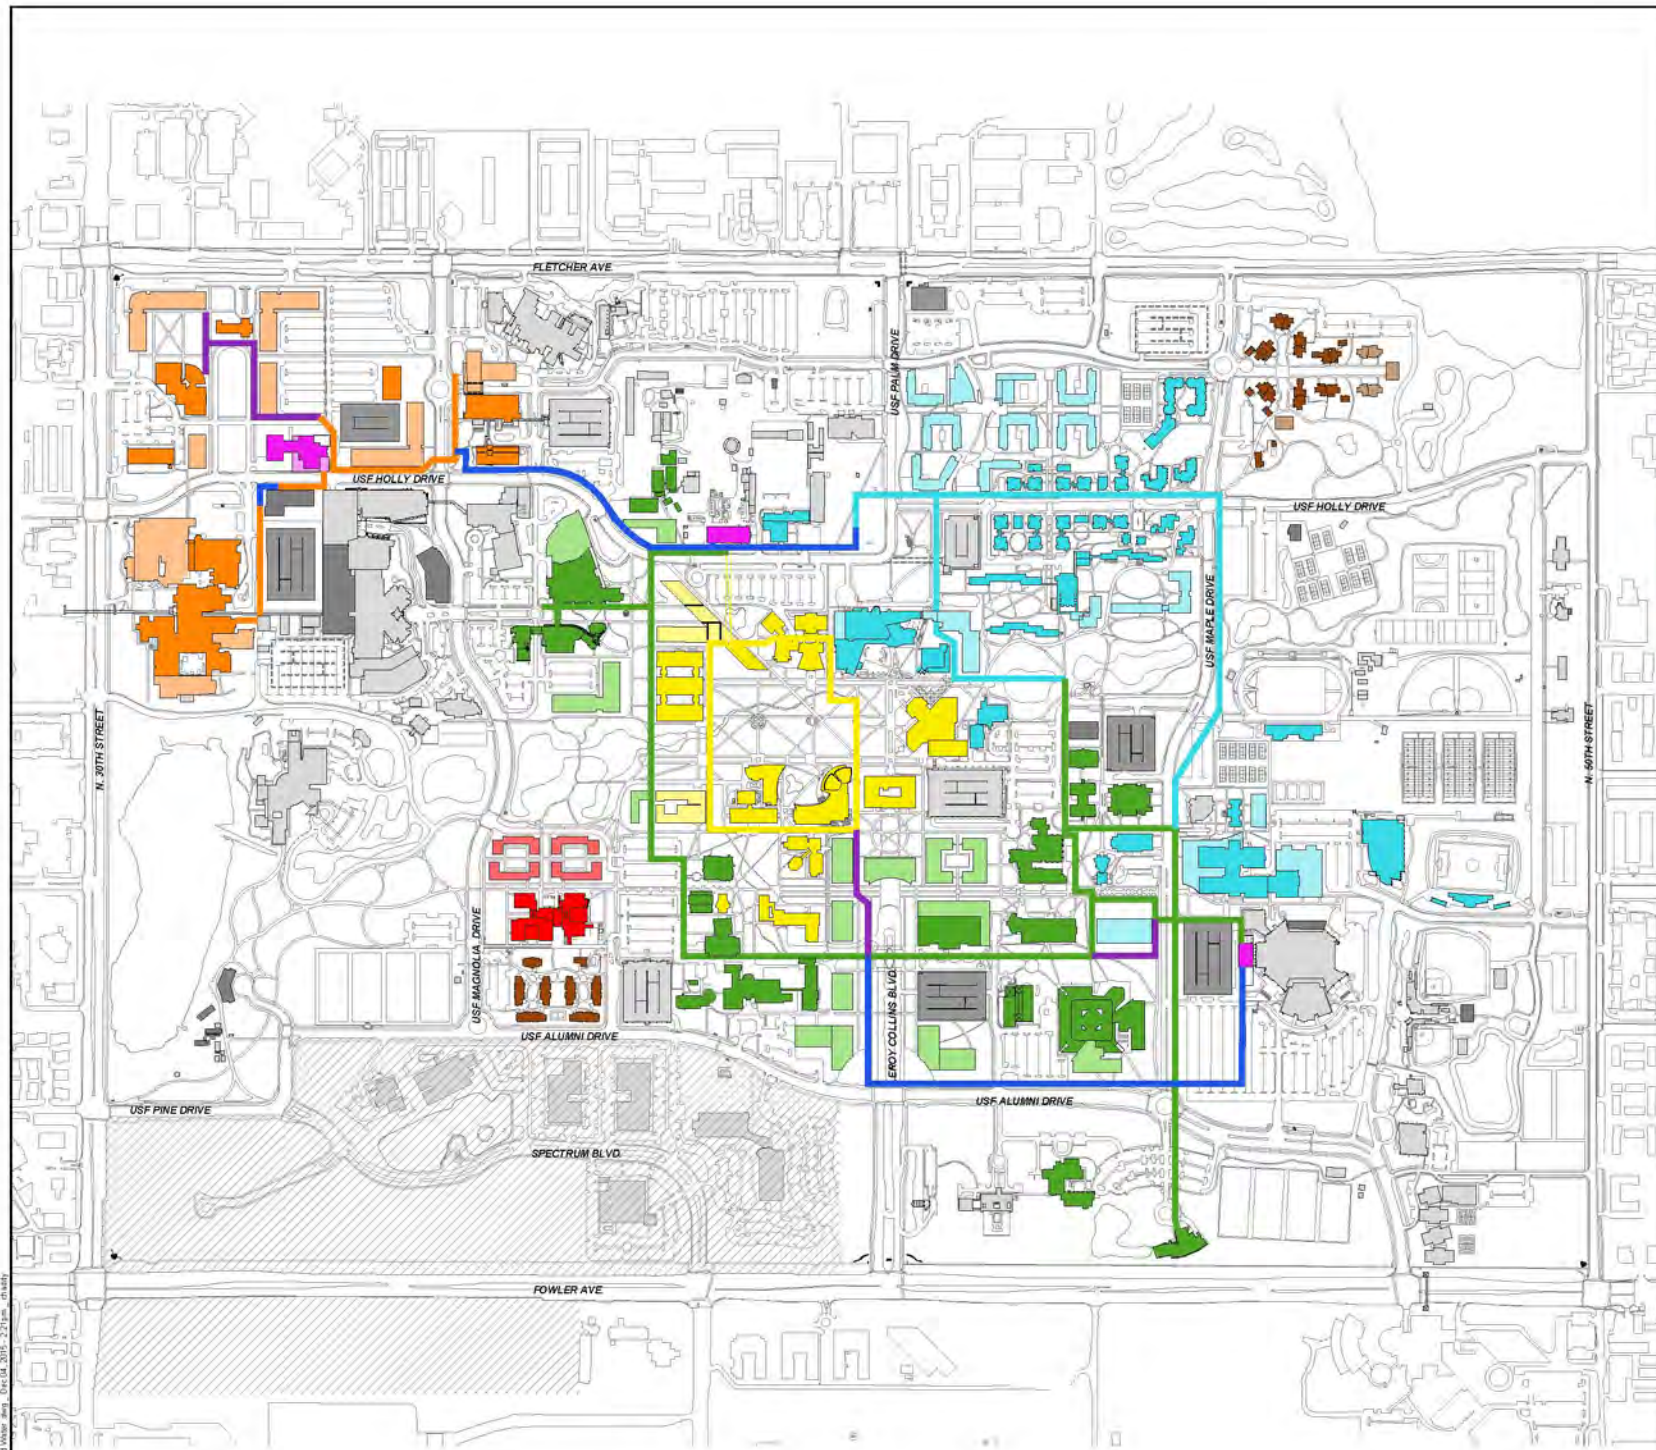 FLETCHER AVE.
USF PALM DRIVE
USF HOLLY DRIVE
USF HOLLY DRIVE
USF MAPLE DRIVE
N. 30TH STREET
N. 50TH STREET
USF MAGNOLIA DRIVE
LEROY COLLINS BLVD.
USF ALUMNI DRIVE
USF PINE DRIVE
USF ALUMNI DRIVE
SPECTRUM BLVD.
FOWLER AVE.